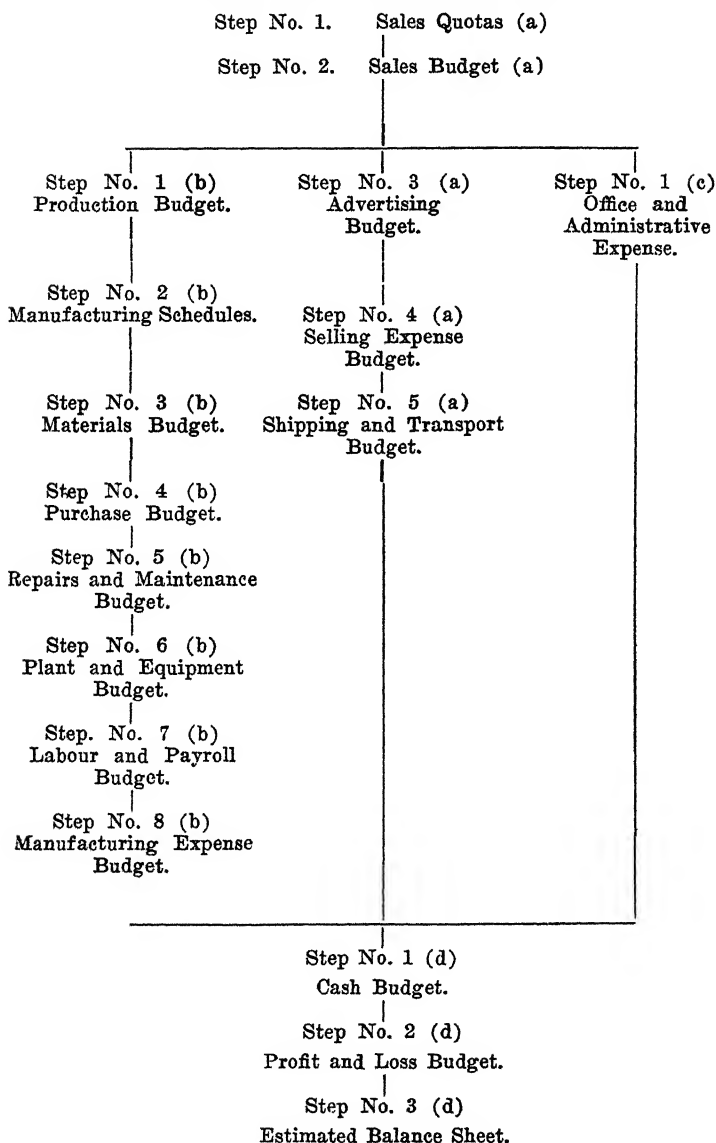 Step No. 1. Sales Quotas (a)
Step No. 2. Sales Budget (a)
Step No. 1 (b)
Production Budget.
Step No. 2 (b)
Manufacturing Schedules.
Step No. 3 (b)
Materials Budget.
Step No. 4 (b)
Purchase Budget.
Step No. 5 (b)
Repairs and Maintenance
Budget.
Step No. 6 (b)
Plant and Equipment
Budget.
Step. No. 7 (b)
Labour and Payroll
Budget.
Step No. 8 (b)
Manufacturing Expense
Budget.
Step No. 3 (a)
Advertising
Budget.
Step No. 4 (a)
Selling Expense
Budget.
Step No. 5 (a)
Shipping and Transport
Budget.
Step No. 1 (c)
Office and
Administrative
Expense.
Step No. 1 (d)
Cash Budget.
Step No. 2 (d)
Profit and Loss Budget.
Step No. 3 (d)
Estimated Balance Sheet.